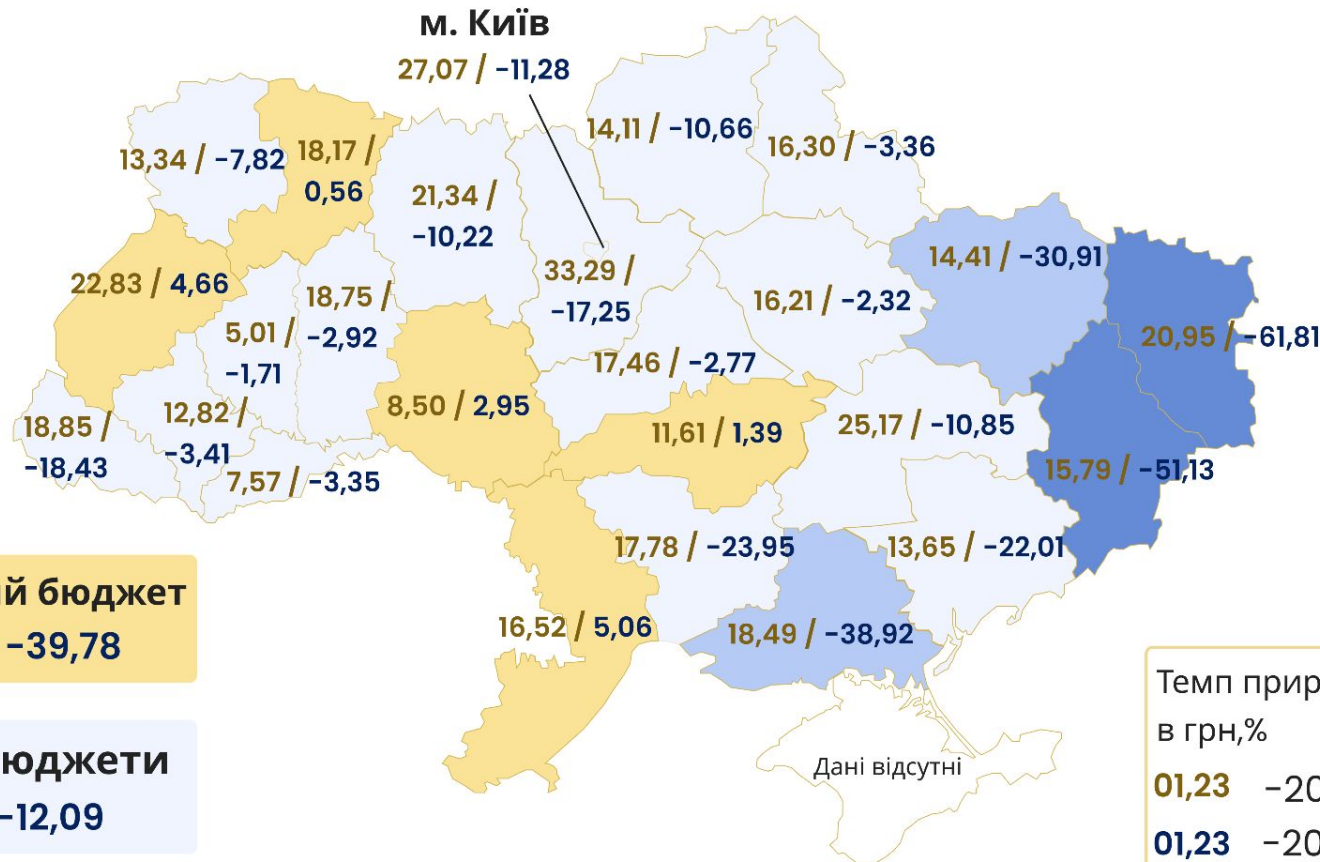 м. Київ
27,07 / -11,28
14,11 / -10,66
16,30 / -3,36
13,34 / -7,82
18,17 /
0,56
21,34 /
-10,22
22,83 / 4,66
18,75 /
-2,92
33,29 /
-17,25
16,21 / -2,32
14,41 / -30,91
20,95 / -61,81
5,01 /
-1,71
17,46 / -2,77
18,85 /
-18,43
12,82 /
-3,41
8,50 / 2,95
11,61 / 1,39
25,17 / -10,85
15,79 / -51,13
7,57 / -3,35
17,78 / -23,95
13,65 / -22,01
16,52 / 5,06
18,49 / -38,92
бюджет
-39,78
-12,09
Дані відсутні
Темп
в грн,%
01,23
01,23